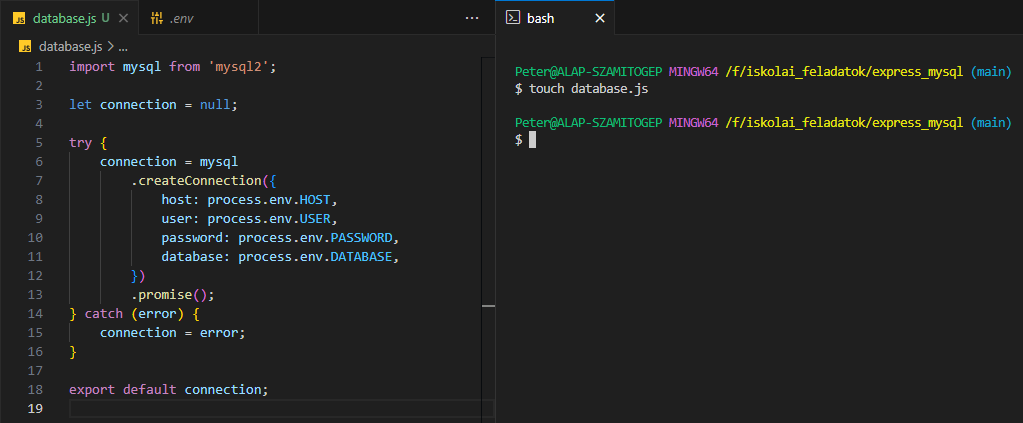 JS database.js U
.env
...
bash
JS database.js > ...
1 import mysql from 'mysql2';
2
3 let connection = null;
4
5 try {
6     connection = mysql
7         .createConnection({
8             host: process.env.HOST,
9             user: process.env.USER,
10             password: process.env.PASSWORD,
11             database: process.env.DATABASE,
12         })
13         .promise();
14 } catch (error) {
15     connection = error;
16 }
17
18 export default connection;
19
Peter@ALAP-SZAMITOGEP MINGW64 /f/iskolai_feladatok/express_mysql (main)
$ touch database.js
Peter@ALAP-SZAMITOGEP MINGW64 /f/iskolai_feladatok/express_mysql (main)
$